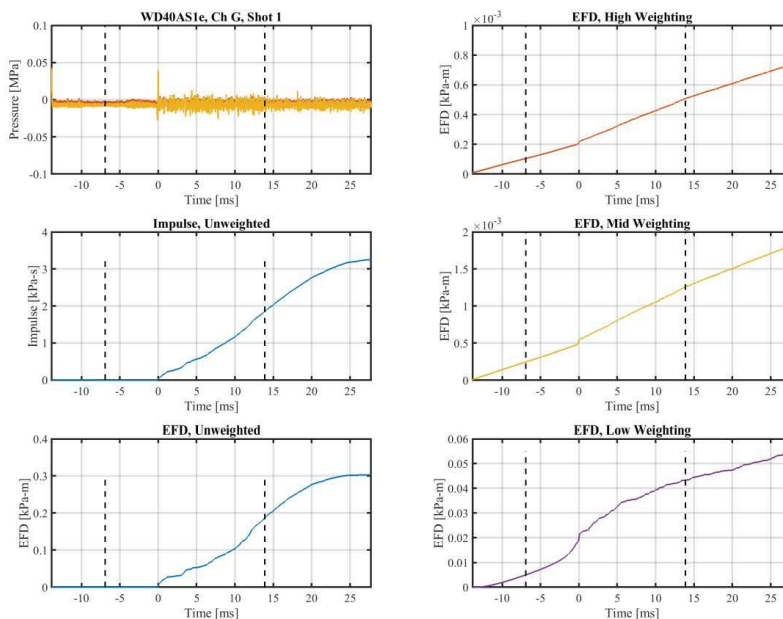 WD40AS1e, Ch G, Shot 1
Pressure [MPa]
0.1
0.05
0
-0.05
-0.1
-10 -5 0 5 10 15 20 25
Time [ms]
EFD, High Weighting
×10-3
EFD [kPa-m]
1
0.8
0.6
0.4
0.2
0
-10 -5 0 5 10 15 20 25
Time [ms]
Impulse, Unweighted
Impulse [kPa-s]
4
3
2
1
0
-10 -5 0 5 10 15 20 25
Time [ms]
EFD, Mid Weighting
×10-3
EFD [kPa-m]
2
1.5
1
0.5
0
-10 -5 0 5 10 15 20 25
Time [ms]
EFD, Unweighted
EFD [kPa-m]
0.4
0.3
0.2
0.1
0
-10 -5 0 5 10 15 20 25
Time [ms]
EFD, Low Weighting
EFD [kPa-m]
0.06
0.05
0.04
0.03
0.02
0.01
0
-10 -5 0 5 10 15 20 25
Time [ms]